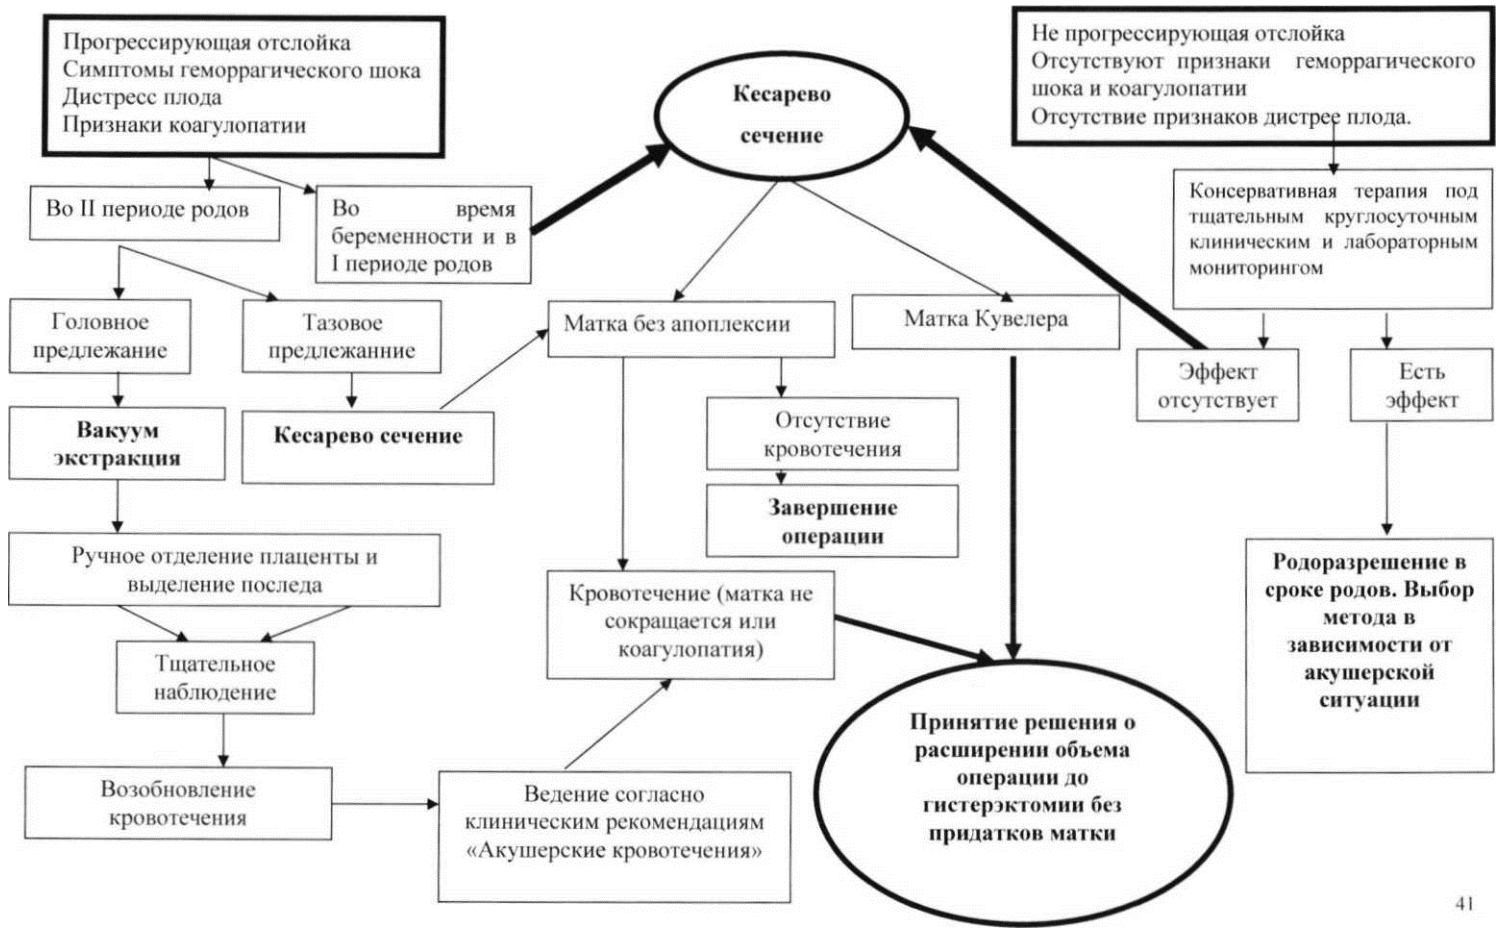 Прогрессирующая отслойка
Симптомы геморрагического шока
Дистресс плода
Признаки коагулопатии
Кесарево
сечение
Не прогрессирующая отслойка
Отсутствуют признаки геморрагического
шока и коагулопатии
Отсутствие признаков дистрее плода.
Во II периоде родов
Во время
беременности и в
I периоде родов
Консервативная терапия под
тщательным круглосуточным
клиническим и лабораторным
мониторингом
Головное
предлежание
Тазовое
предлежанние
Матка без апоплексии
Матка Кувелера
Эффект
отсутствует
Есть
эффект
Вакуум
экстракция
Кесарево сечение
Отсутствие
кровотечения
Завершение
операции
Ручное отделение плаценты и
выделение последа
Кровотечение (матка не
сокращается или
коагулопатия)
Родоразрешение в
сроке родов. Выбор
метода в
зависимости от
акушерской
ситуации
Тщательное
наблюдение
Принятие решения о
расширении объема
операции до
гистерэктомии без
придатков матки
Возобновление
кровотечения
Ведение согласно
клиническим рекомендациям
«Акушерские кровотечения»
41